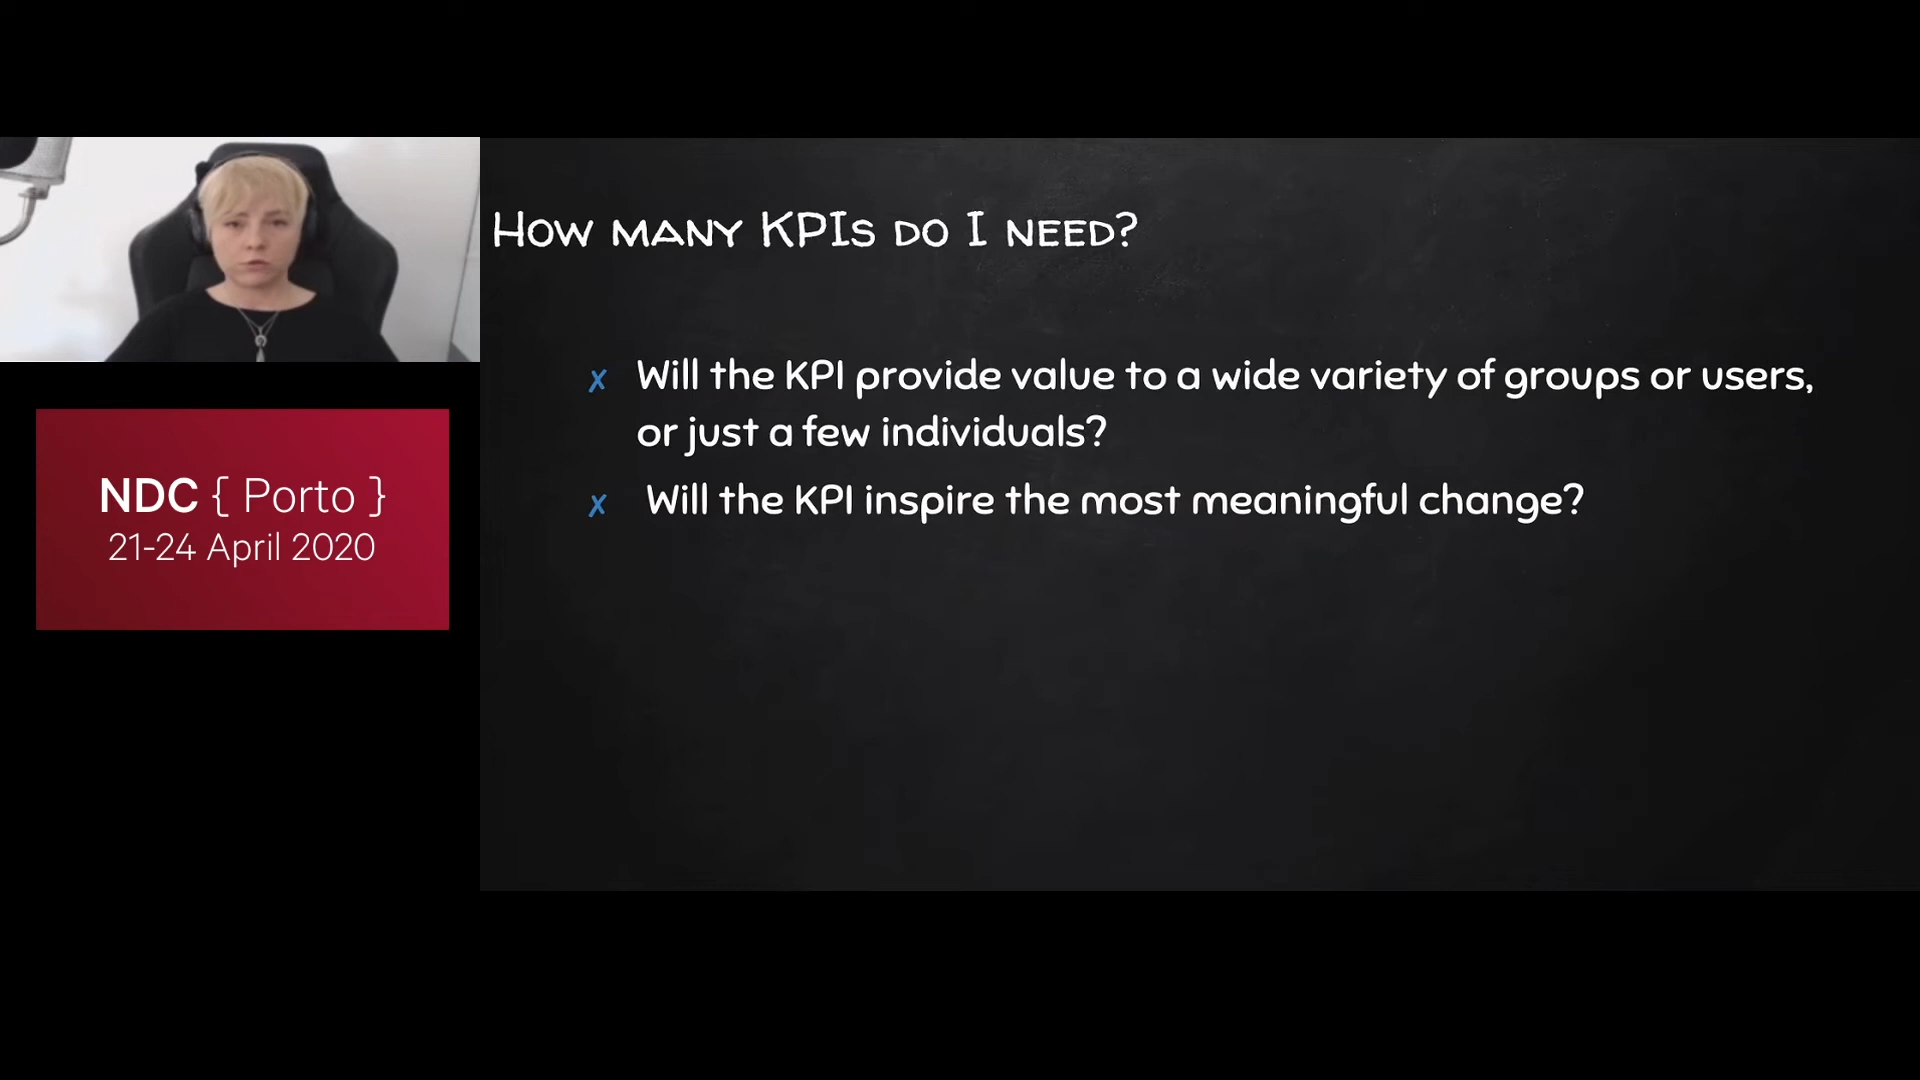 How many KPIs do I need?
x Will the KPI provide value to a wide variety of groups or users,
or just a few individuals?
x Will the KPI inspire the most meaningful change?
NDC { Porto }
21-24 April 2020